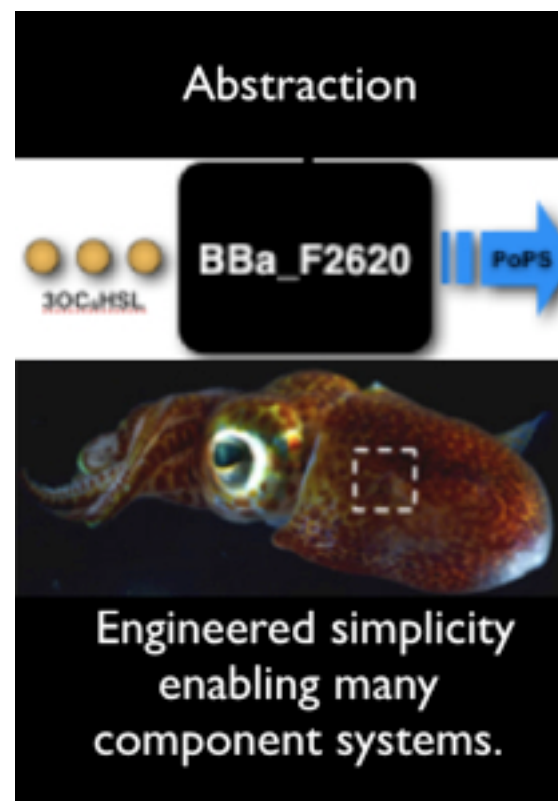 Abstraction
BBa_F2620
PoPS
3OC₆HSL
Engineered simplicity
enabling many
component systems.